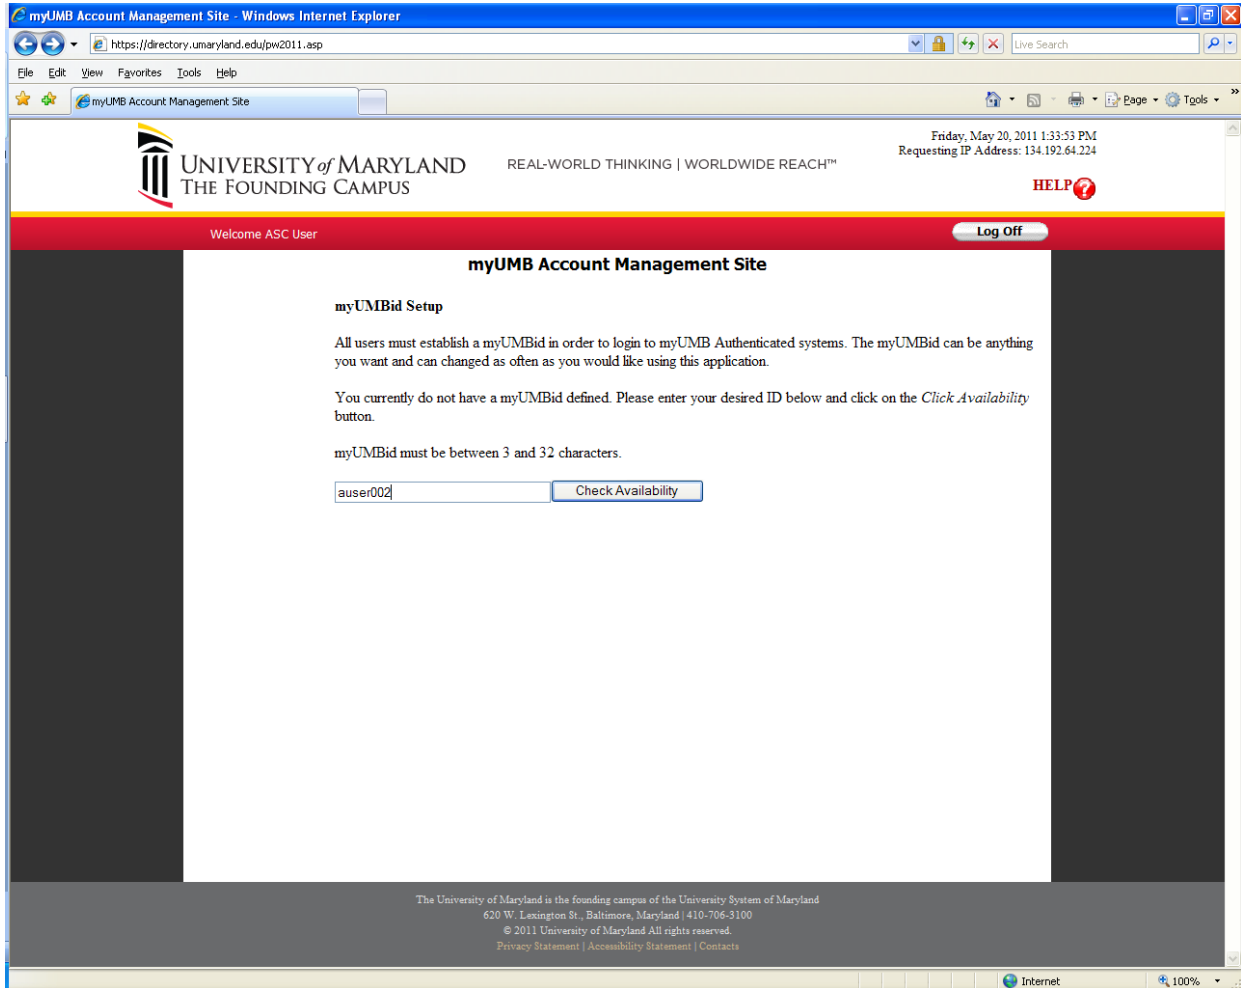 myUMB Account Management Site - Windows Internet Explorer
https://directory.umaryland.edu/pw2011.asp
Live Search
File Edit View Favorites Tools Help
myUMB Account Management Site
Page Tools »
UNIVERSITY of MARYLAND
THE FOUNDING CAMPUS
REAL-WORLD THINKING | WORLDWIDE REACH™
Friday, May 20, 2011 1:33:53 PM
Requesting IP Address: 134.192.64.224
HELP?
Welcome ASC User
Log Off
myUMB Account Management Site
myUMBid Setup
All users must establish a myUMBid in order to login to myUMB Authenticated systems. The myUMBid can be anything
you want and can changed as often as you would like using this application.
You currently do not have a myUMBid defined. Please enter your desired ID below and click on the Click Availability
button.
myUMBid must be between 3 and 32 characters.
auser002
Check Availability
The University of Maryland is the founding campus of the University System of Maryland
620 W. Lexington St., Baltimore, Maryland | 410-706-3100
© 2011 University of Maryland All rights reserved.
Privacy Statement | Accessibility Statement | Contacts
Internet
100%